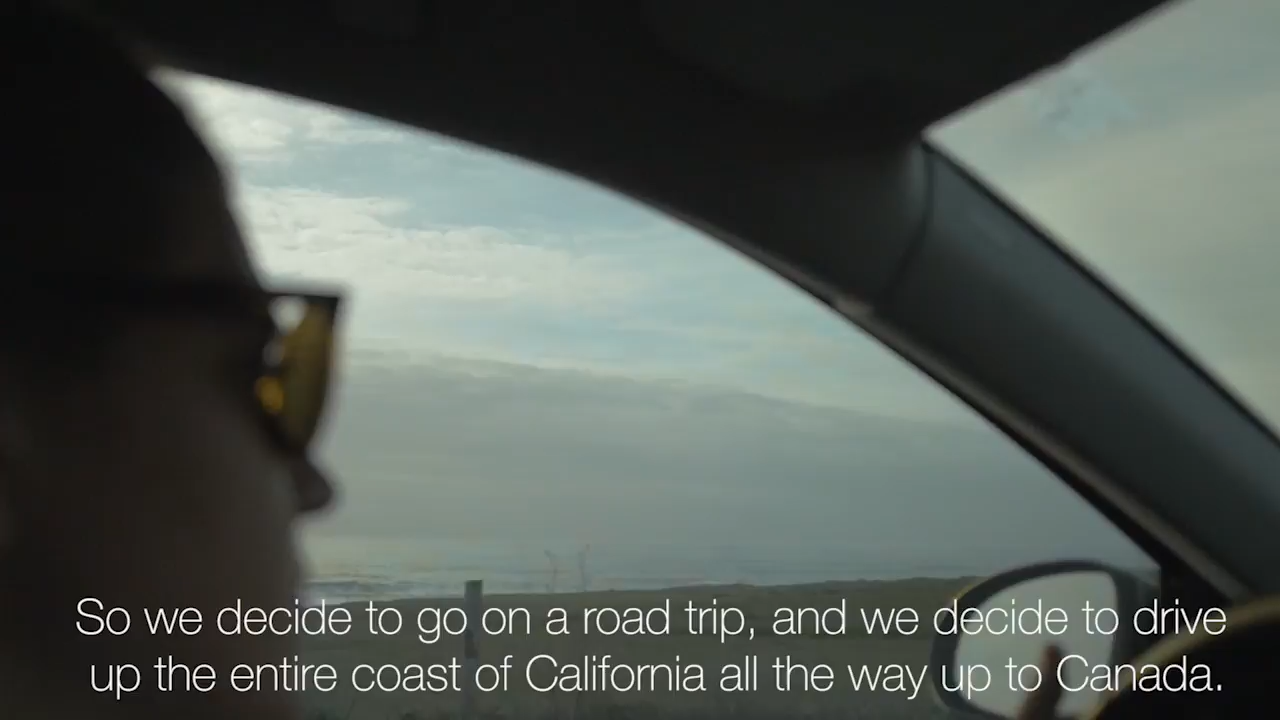 So we decide to go on a road trip, and we decide to drive
up the entire coast of California all the way up to Canada.